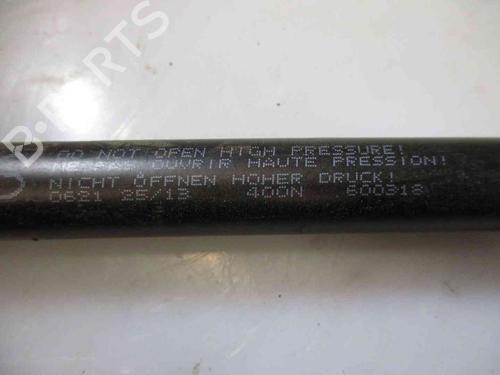 B-PARTS
DO NOT OPEN HIGH PRESSURE!
NE PAS OUVRIR HAUTE PRESSION!
NICHT ÖFFNEN HOHER DRUCK!
0621 25/13 400N 600318